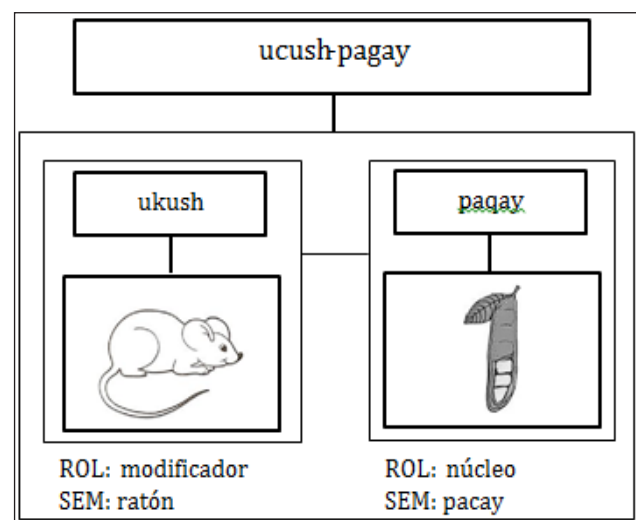 ucush-pagay
ukush
paqay
ROL: modificador
SEM: ratón
ROL: núcleo
SEM: pacay